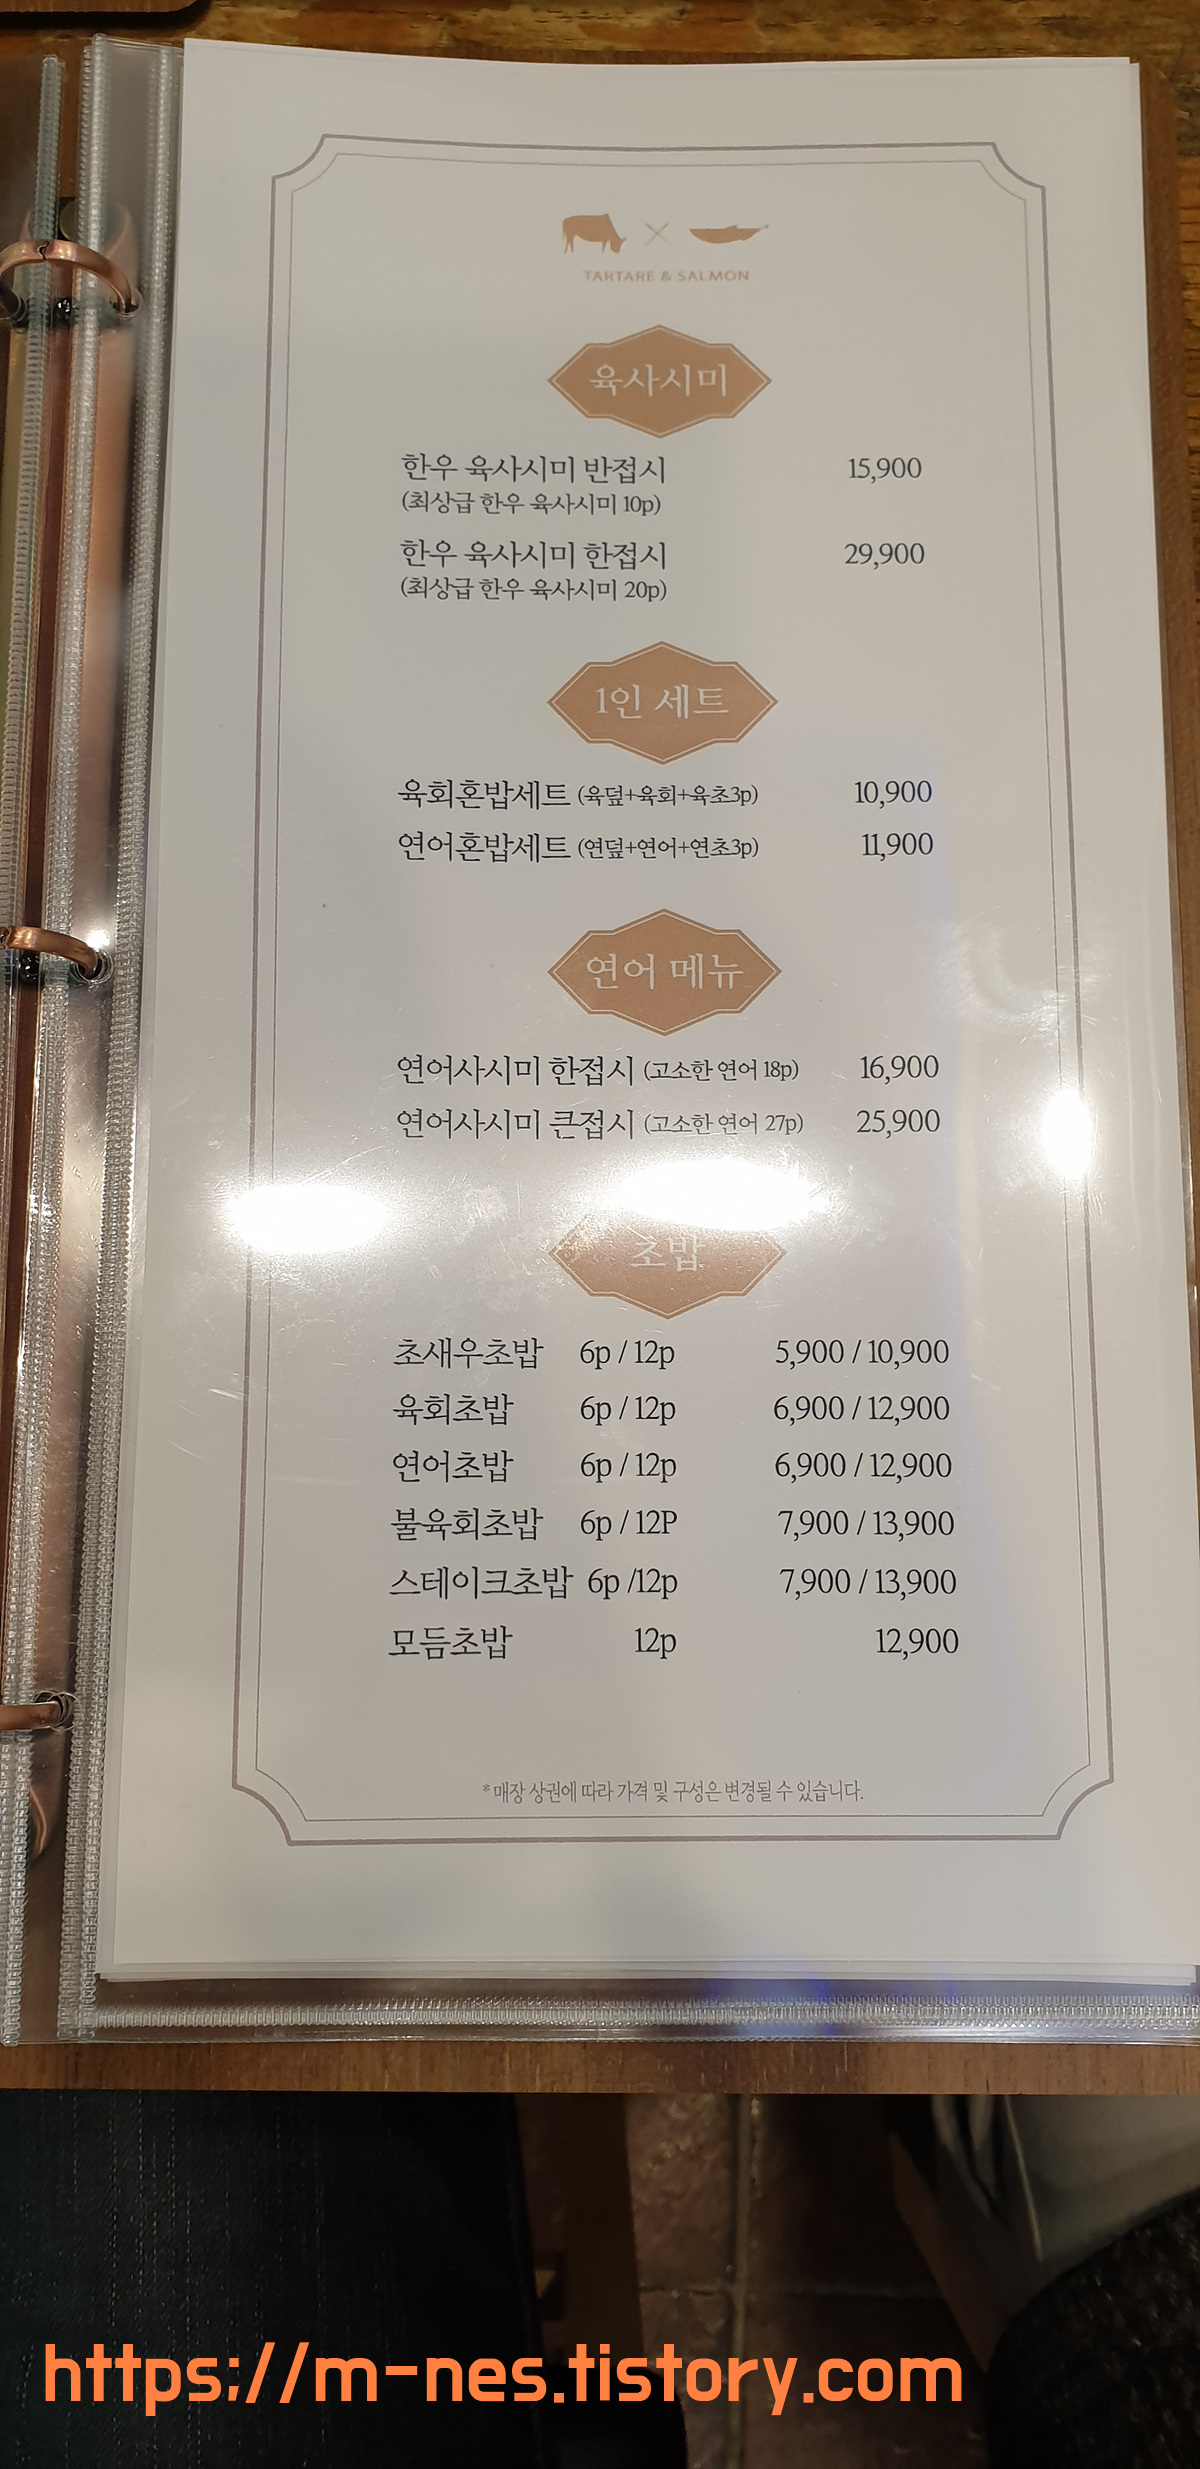 TARTARE & SALMON
육사시미
한우 육사시미 반접시 15,900
(최상급 한우 육사시미 10p)
한우 육사시미 한접시 29,900
(최상급 한우 육사시미 20p)
1인 세트
육회혼밥세트 (육덮+육회+육초3p) 10,900
연어혼밥세트 (연덮+연어+연초3p) 11,900
연어 메뉴
연어사시미 한접시 (고소한 연어 18p) 16,900
연어사시미 큰접시 (고소한 연어 27p) 25,900
초밥
초새우초밥 6p / 12p 5,900 / 10,900
육회초밥 6p / 12p 6,900 / 12,900
연어초밥 6p / 12p 6,900 / 12,900
불육회초밥 6p / 12P 7,900 / 13,900
스테이크초밥 6p /12p 7,900 / 13,900
모듬초밥 12p 12,900
* 매장 상권에 따라 가격 및 구성은 변경될 수 있습니다.
https://m-nes.tistory.com